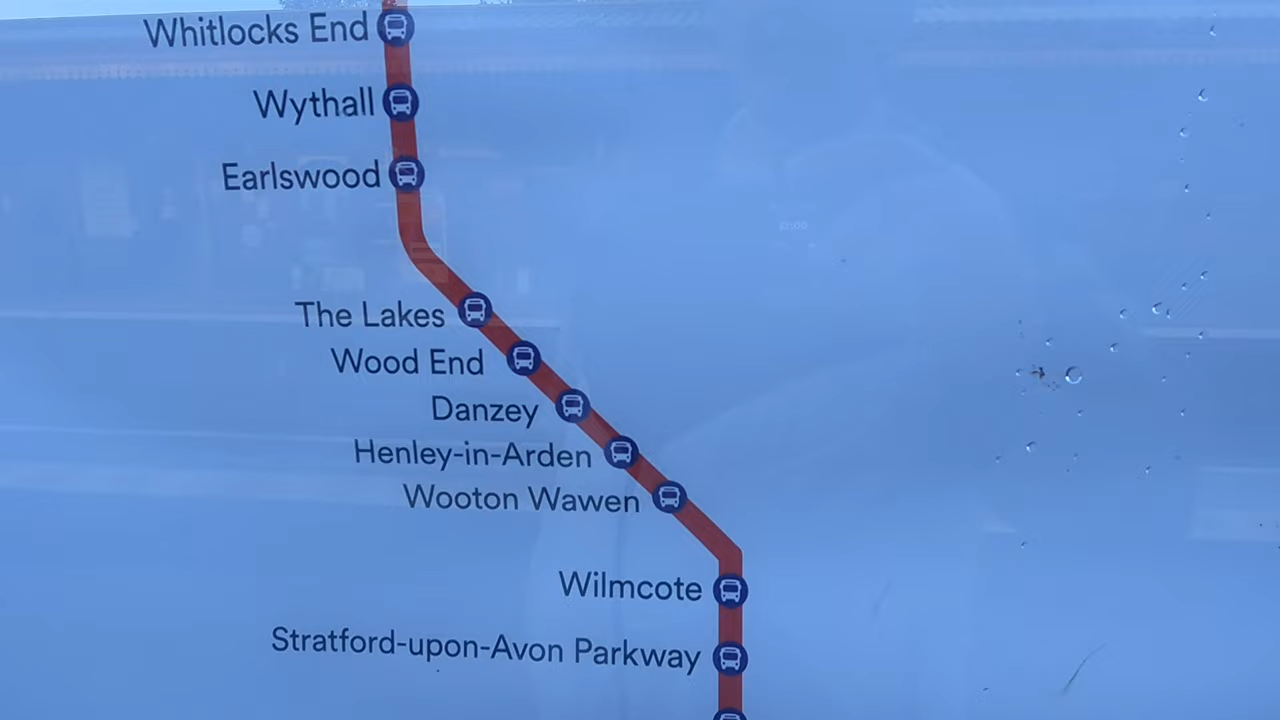 Whitlocks End
Wythall
Earlswood
The Lakes
Wood End
Danzey
Henley-in-Arden
Wooton Wawen
Wilmcote
Stratford-upon-Avon Parkway